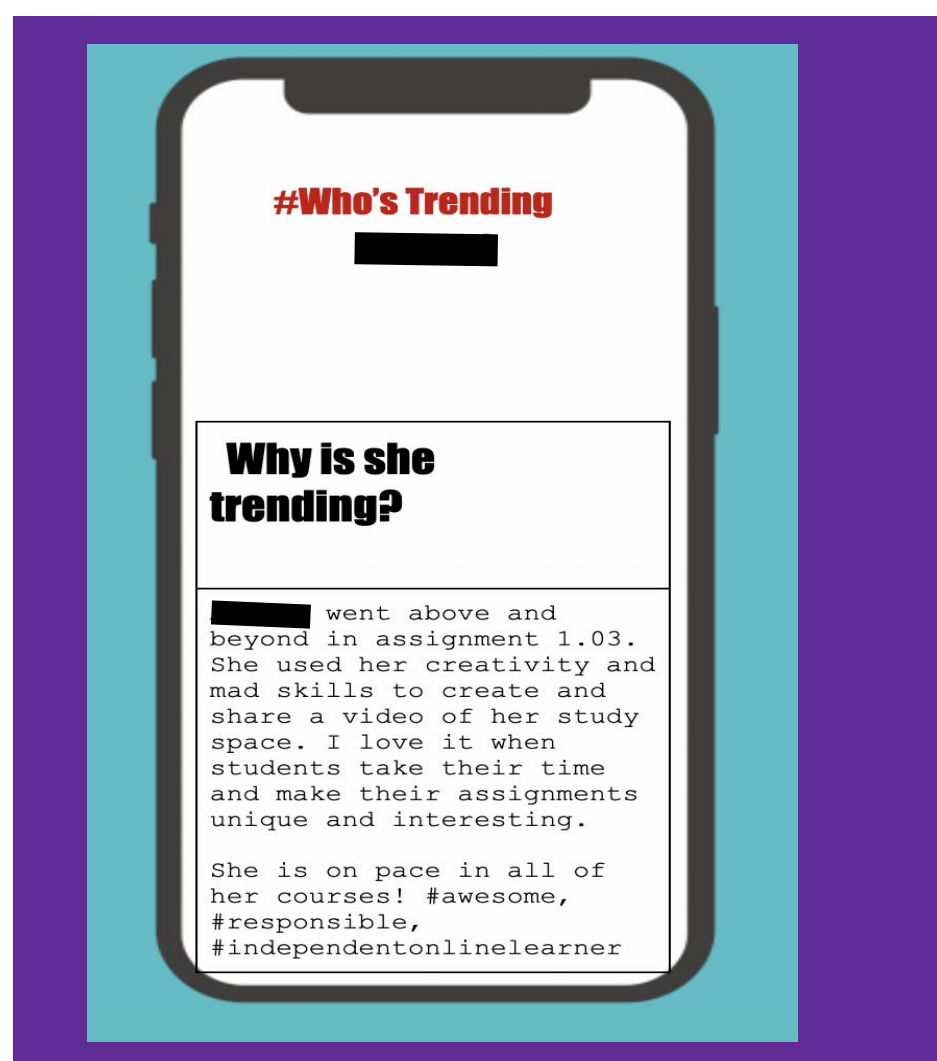 #Who's Trending
Why is she
trending?
went above and
beyond in assignment 1.03.
She used her creativity and
mad skills to create and
share a video of her study
space. I love it when
students take their time
and make their assignments
unique and interesting.
She is on pace in all of
her courses! #awesome,
#responsible,
#independentonlinelearner